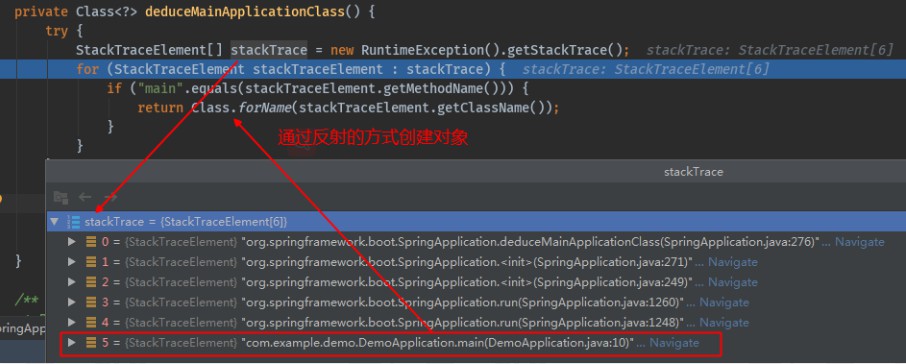 private Class<?> deduceMainApplicationClass() {
try {
StackTraceElement[] stackTrace = new RuntimeException().getStackTrace(); stackTrace: StackTraceElement[6]
for (StackTraceElement stackTraceElement : stackTrace) { stackTrace: StackTraceElement[6]
if ("main".equals(stackTraceElement.getMethodName())) {
return Class.forName(stackTraceElement.getClassName());
}
通过反射的方式创建对象
}
stackTrace
stackTrace = {StackTraceElement[6]}
0 = {StackTraceElement} "org.springframework.boot.SpringApplication.deduceMainApplicationClass(SpringApplication.java:276)"... Navigate
1 = {StackTraceElement} "org.springframework.boot.SpringApplication.<init>(SpringApplication.java:271)"... Navigate
2 = {StackTraceElement} "org.springframework.boot.SpringApplication.<init>(SpringApplication.java:249)"... Navigate
}
3 = {StackTraceElement} "org.springframework.boot.SpringApplication.run(SpringApplication.java:1260)"... Navigate
/**
4 = {StackTraceElement} "org.springframework.boot.SpringApplication.run(SpringApplication.java:1248)"... Navigate
pringApp
5 = {StackTraceElement} "com.example.demo.DemoApplication.main(DemoApplication.java:10)"... Navigate